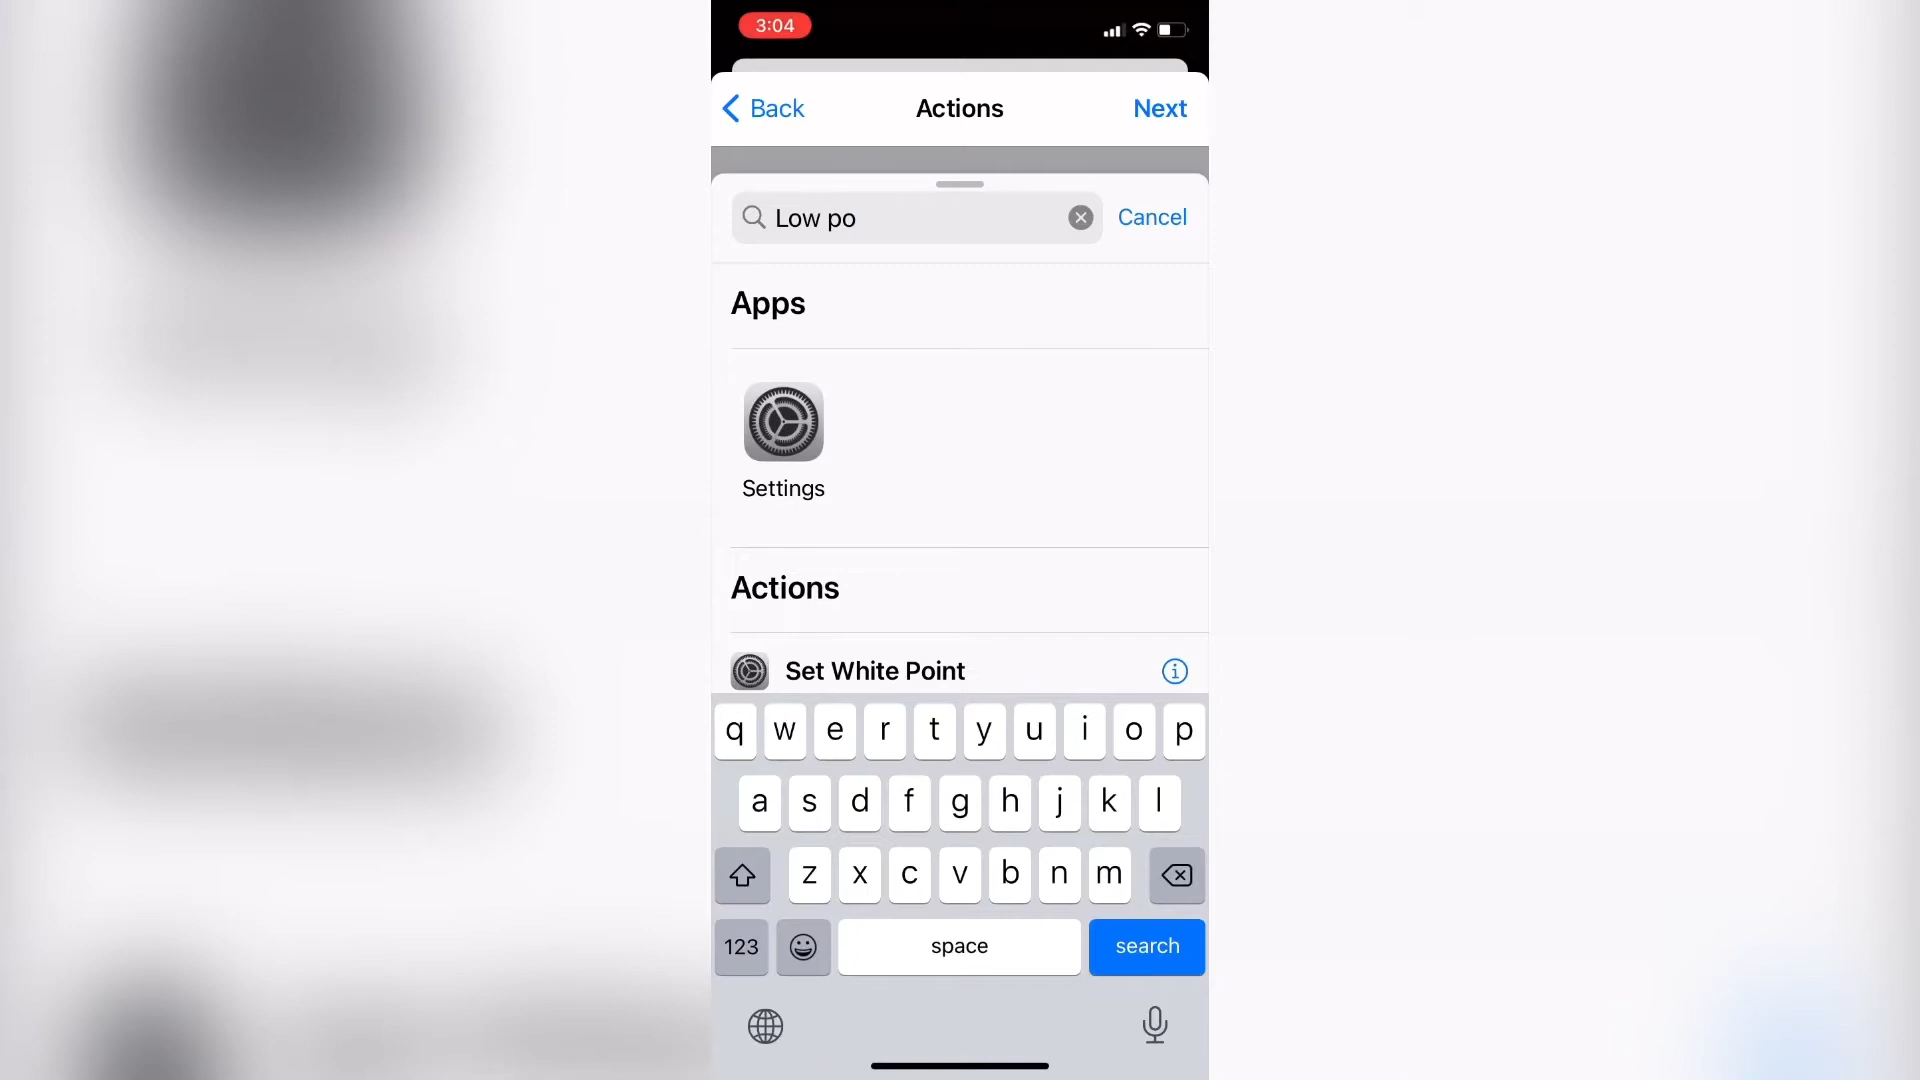 3:04
Back Actions Next
Low po Cancel
Apps
Settings
Actions
Set White Point
q w e r t y u i o p
a s d f g h j k l
z x c v b n m
123 space search